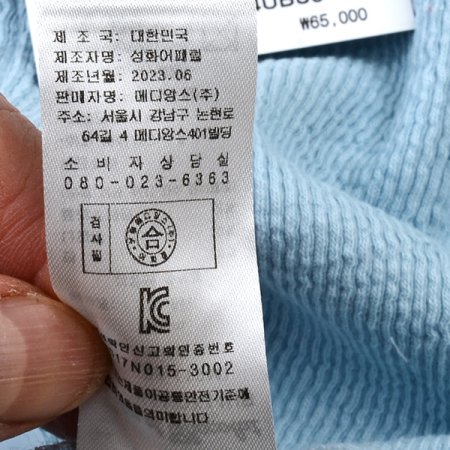 ₩65,000
제 조 국: 대한민국
제조자명: 성화어패럴
제조년월: 2023.06
판매자명: 메디앙스(주)
주소: 서울시 강남구 논현로
64길 4 메디앙스401빌딩
소 비 자 상 담 실
080-023-6363
검사필
合
17N015-3002